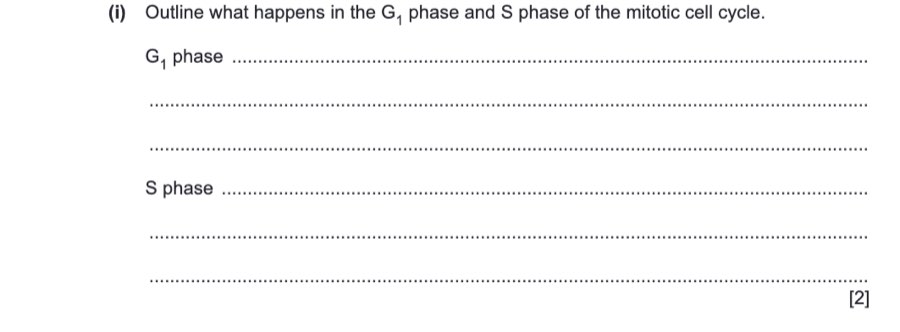 (i) Outline what happens in the G₁ phase and S phase of the mitotic cell cycle.
G₁ phase ................................................................................
................................................................................
................................................................................
S phase ................................................................................
................................................................................
................................................................................
[2]